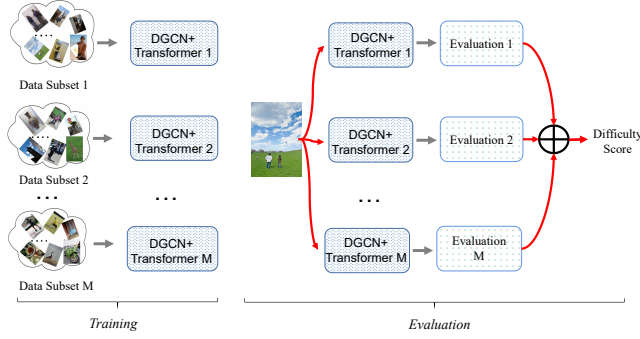 DGCN+
Transformer 1
Data Subset 1
DGCN+
Transformer 2
Data Subset 2
...
...
DGCN+
Transformer M
Data Subset M
Training
DGCN+
Transformer 1
Evaluation 1
DGCN+
Transformer 2
Evaluation 2
...
DGCN+
Transformer M
Evaluation
M
Difficulty
Score
Evaluation